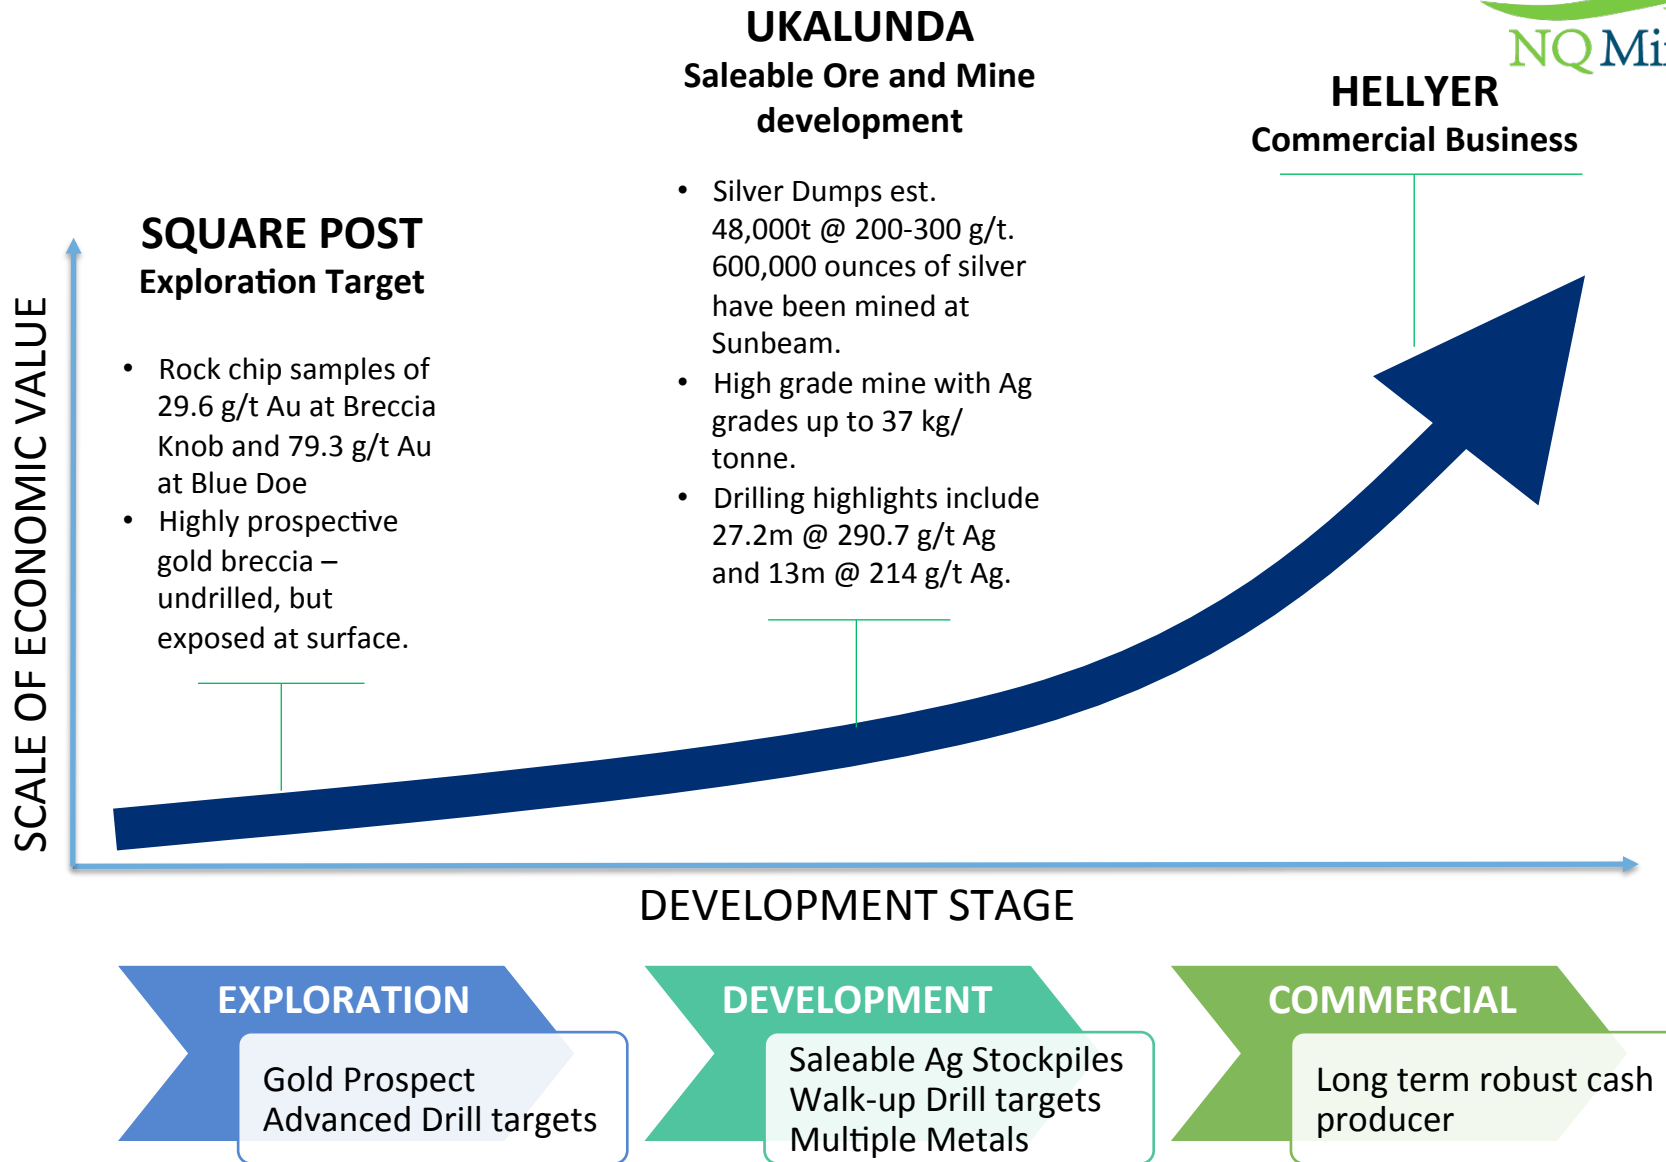 UKALUNDA
Saleable Ore and Mine
development
NQ
HELLYER
Commercial Business
SQUARE POST
Exploration Target
• Silver Dumps est.
48,000t @ 200-300 g/t.
600,000 ounces of silver
have been mined at
Sunbeam.
• High grade mine with Ag
grades up to 37 kg/
tonne.
• Drilling highlights include
27.2m @ 290.7 g/t Ag
and 13m @ 214 g/t Ag.
• Rock chip samples of
29.6 g/t Au at Breccia
Knob and 79.3 g/t Au
at Blue Doe
• Highly prospective
gold breccia –
undrilled, but
exposed at surface.
SCALE OF ECONOMIC VALUE
DEVELOPMENT STAGE
EXPLORATION
Gold Prospect
Advanced Drill targets
DEVELOPMENT
Saleable Ag Stockpiles
Walk-up Drill targets
Multiple Metals
COMMERCIAL
Long term robust cash
producer